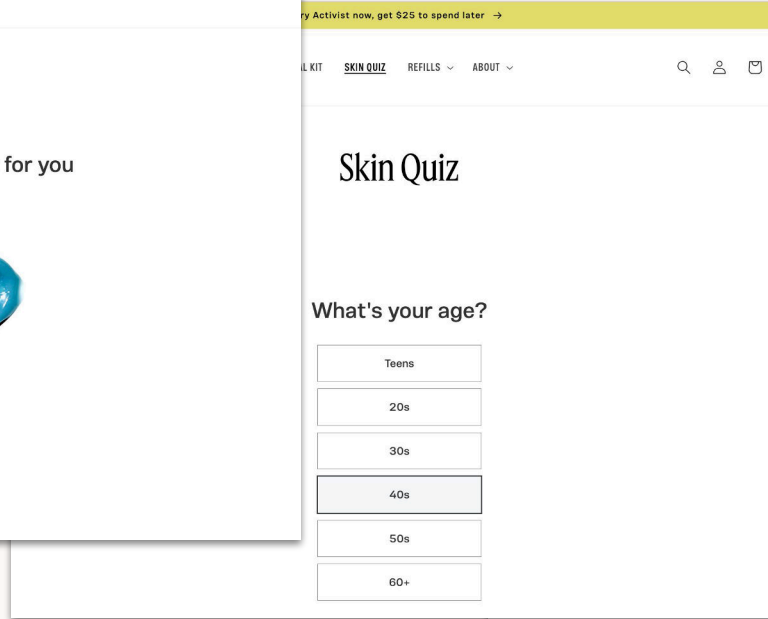 ry Activist now, get $25 to spend later
AL KIT SKIN QUIZ REFILLS ABOUT
for you
Skin Quiz
What's your age?
Teens
20s
30s
40s
50s
60+